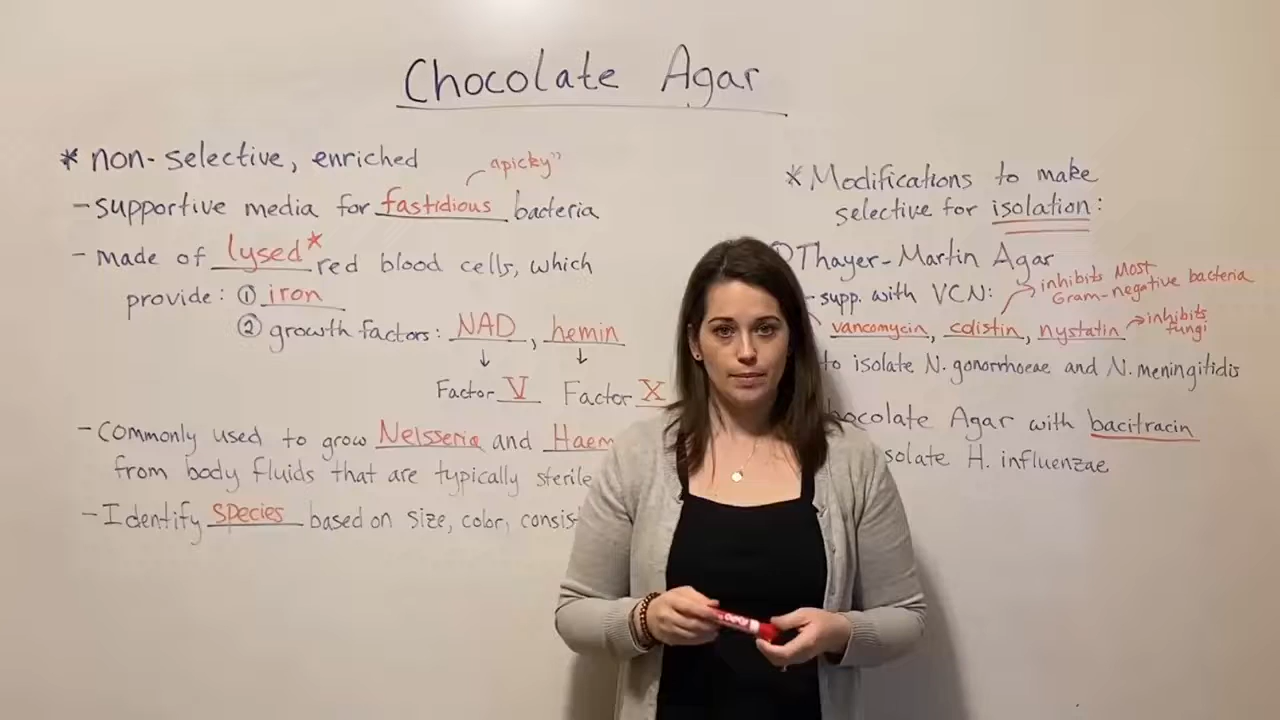 Chocolate Agar
* non-selective, enriched
"picky"
- supportive media for fastidious bacteria
- made of lysed* red blood cells, which
provide: ① iron
② growth factors: NAD, hemin
↓ ↓
Factor V Factor X
- Commonly used to grow Neisseria and Haem
from body fluids that are typically sterile
- Identify species based on size, color, consist
* Modifications to make
selective for isolation:
Thayer-Martin Agar
- supp. with VCN:
inhibits Most
Gram-negative bacteria
vancomycin, colistin, nystatin → inhibits
fungi
to isolate N. gonorrhoeae and N. meningitidis
hocolate Agar with bacitracin
solate H. influenzae